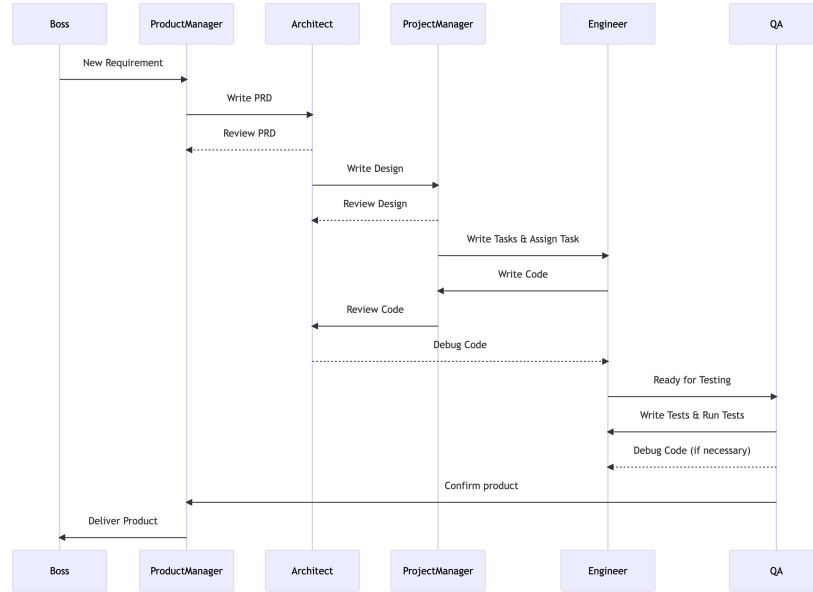 Boss
ProductManager
Architect
ProjectManager
Engineer
QA
New Requirement
Write PRD
Review PRD
Write Design
Review Design
Write Tasks & Assign Task
Write Code
Review Code
Debug Code
Ready for Testing
Write Tests & Run Tests
Debug Code (if necessary)
Confirm product
Deliver Product
Boss
ProductManager
Architect
ProjectManager
Engineer
QA